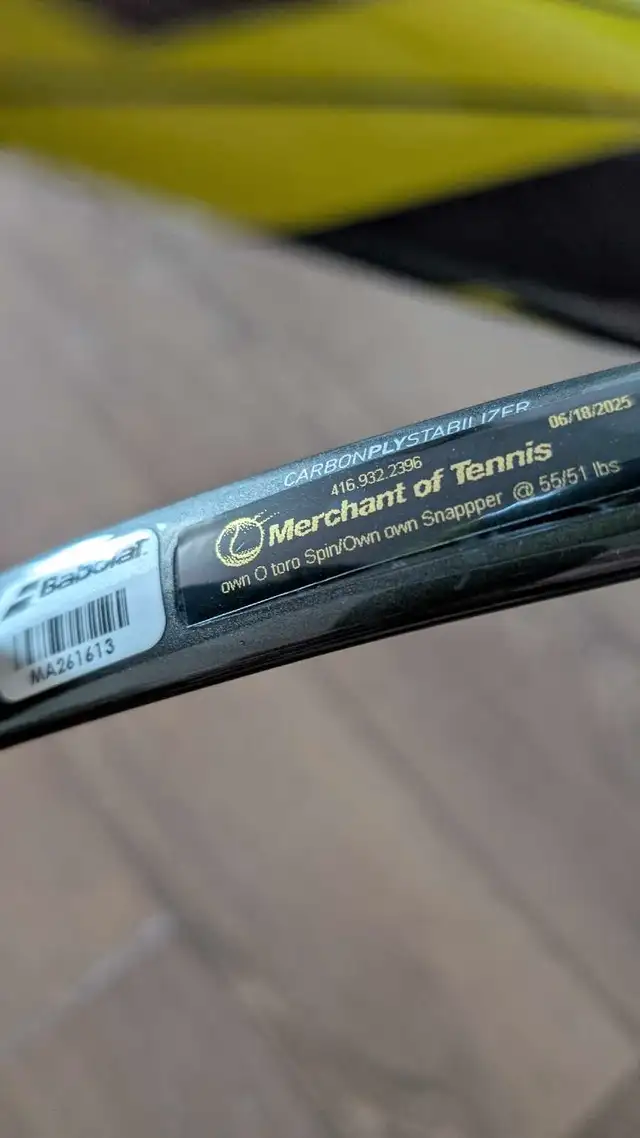 CARBONPLYSTABILIZER
06/18/2025
416.932.2396
Merchant of Tennis
own O toro Spin/Own own Snappper @ 55/51 lbs
Babolat
MA261613